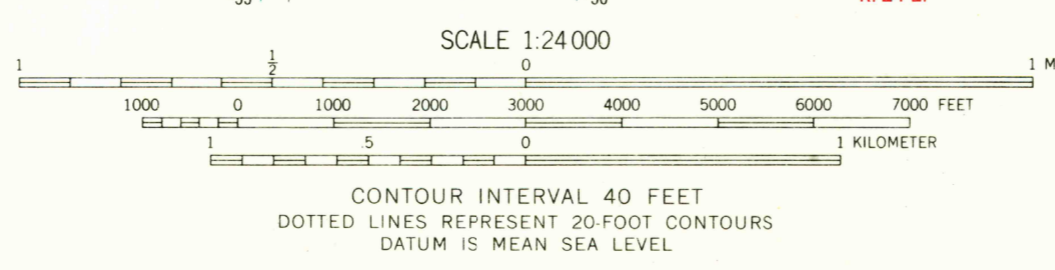 SCALE 1:24 000
1 1/2 0 1 M
1000 0 1000 2000 3000 4000 5000 6000 7000 FEET
1 .5 0 1 KILOMETER
CONTOUR INTERVAL 40 FEET
DOTTED LINES REPRESENT 20-FOOT CONTOURS
DATUM IS MEAN SEA LEVEL